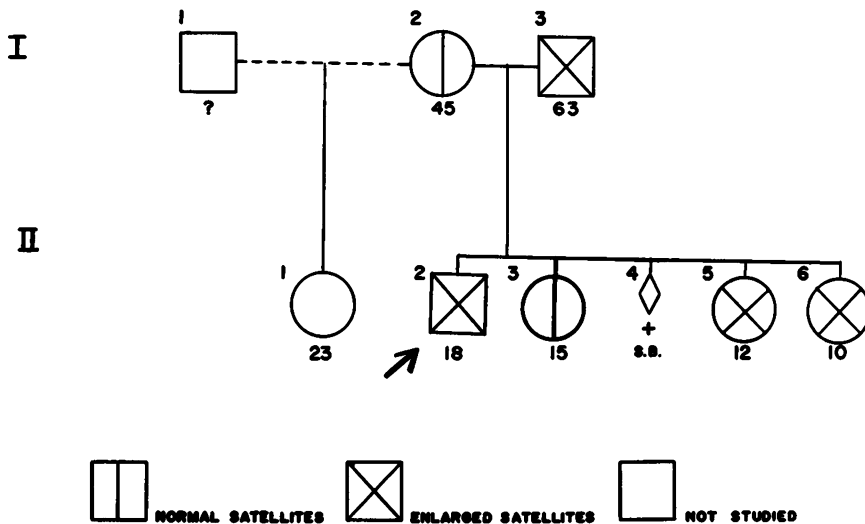 I
1 2 3
? 45 63
II
1 2 3 4 5 6
23 18 15 + S.B. 12 10
NORMAL SATELLITES ENLARGED SATELLITES NOT STUDIED